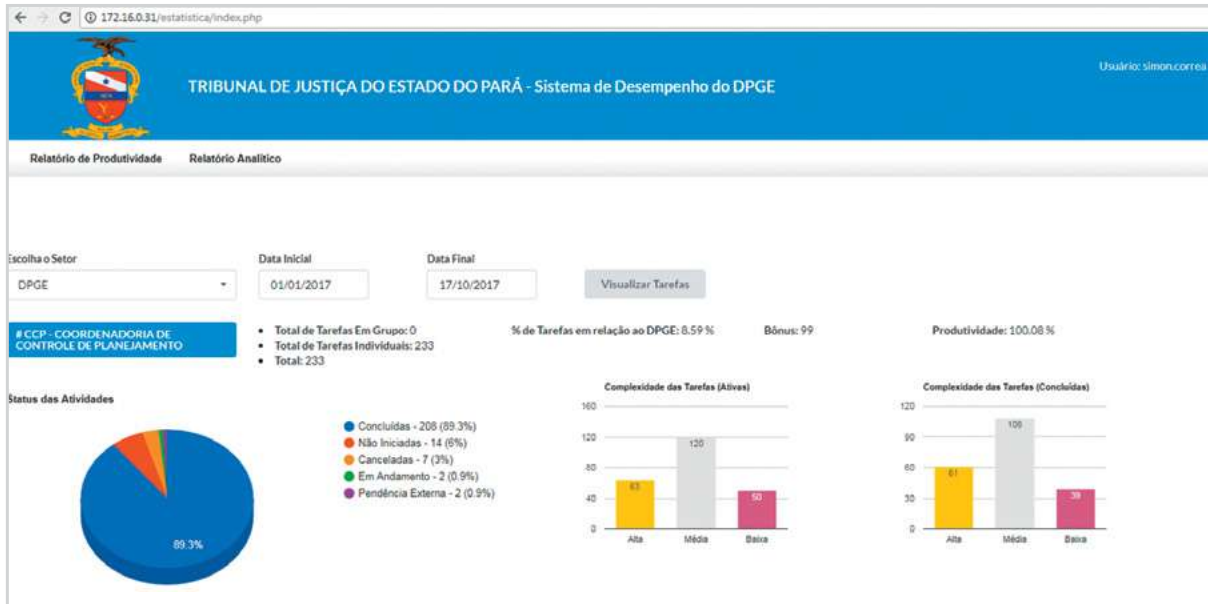 172.16.0.31/estatistica/index.php
TRIBUNAL DE JUSTIÇA DO ESTADO DO PARÁ - Sistema de Desempenho do DPGE
Usuário: simon.correa
Relatório de Produtividade Relatório Analítico
Escolha o Setor Data Inicial Data Final
DPGE 01/01/2017 17/10/2017 Visualizar Tarefas
# CCP - COORDENADORIA DE
CONTROLE DE PLANEJAMENTO
Total de Tarefas Em Grupo: 0
Total de Tarefas Individuais: 233
Total: 233
% de Tarefas em relação ao DPGE: 8.59 %
Bônus: 99
Produtividade: 100.08 %
Status das Atividades
89.3%
Concluídas - 208 (89.3%)
Não Iniciadas - 14 (6%)
Canceladas - 7 (3%)
Em Andamento - 2 (0.9%)
Pendência Externa - 2 (0.9%)
Complexidade das Tarefas (Ativas)
160
120
80
40
0
63
120
50
Alta Média Baixa
Complexidade das Tarefas (Concluídas)
120
90
60
30
0
61
108
39
Alta Média Baixa